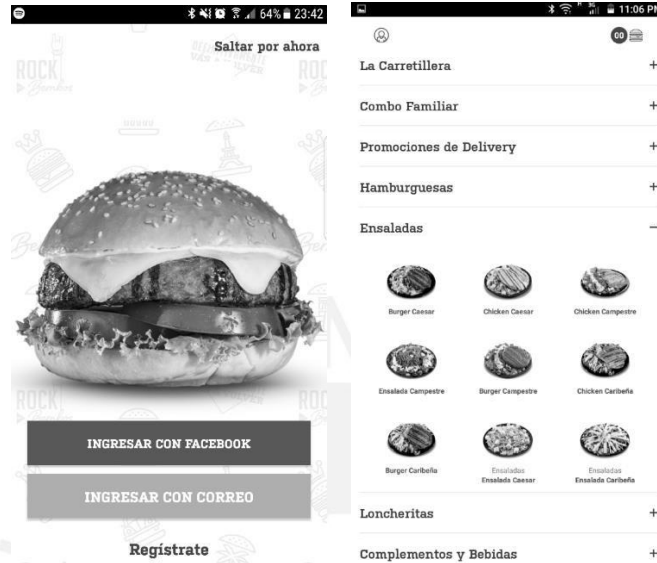 64% 23:42
Saltar por ahora
ROCK
INGRESAR CON FACEBOOK
INGRESAR CON CORREO
Regístrate
11:06 PM
00
La Carretillera +
Combo Familiar +
Promociones de Delivery +
Hamburguesas +
Ensaladas −
Burger Caesar
Chicken Caesar
Chicken Campestre
Ensalada Campestre
Burger Campestre
Chicken Caribeña
Burger Caribeña
Ensaladas
Ensalada Caesar
Ensaladas
Ensalada Caribeña
Loncheritas +
Complementos y Bebidas +